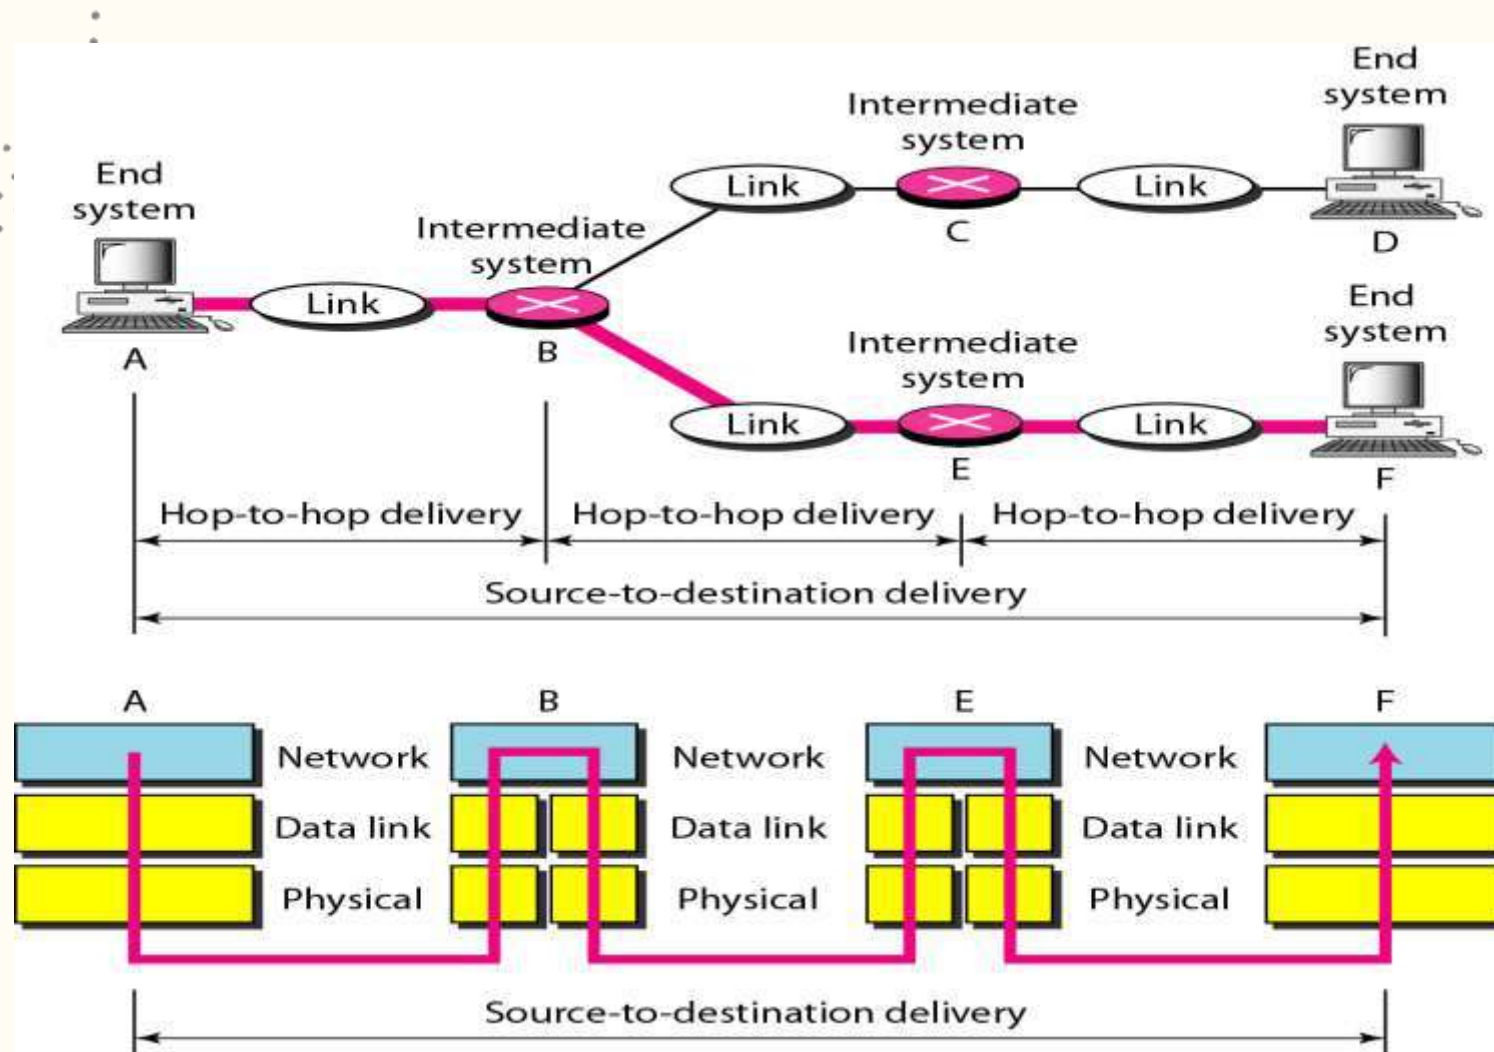 End
system
Intermediate
system
Link
C
Link
D
End
system
A
Link
Intermediate
system
B
Intermediate
system
Link
E
Link
End
system
F
Hop-to-hop delivery
Hop-to-hop delivery
Hop-to-hop delivery
Source-to-destination delivery
A
B
E
F
Network
Network
Network
Data link
Data link
Data link
Physical
Physical
Physical
Source-to-destination delivery